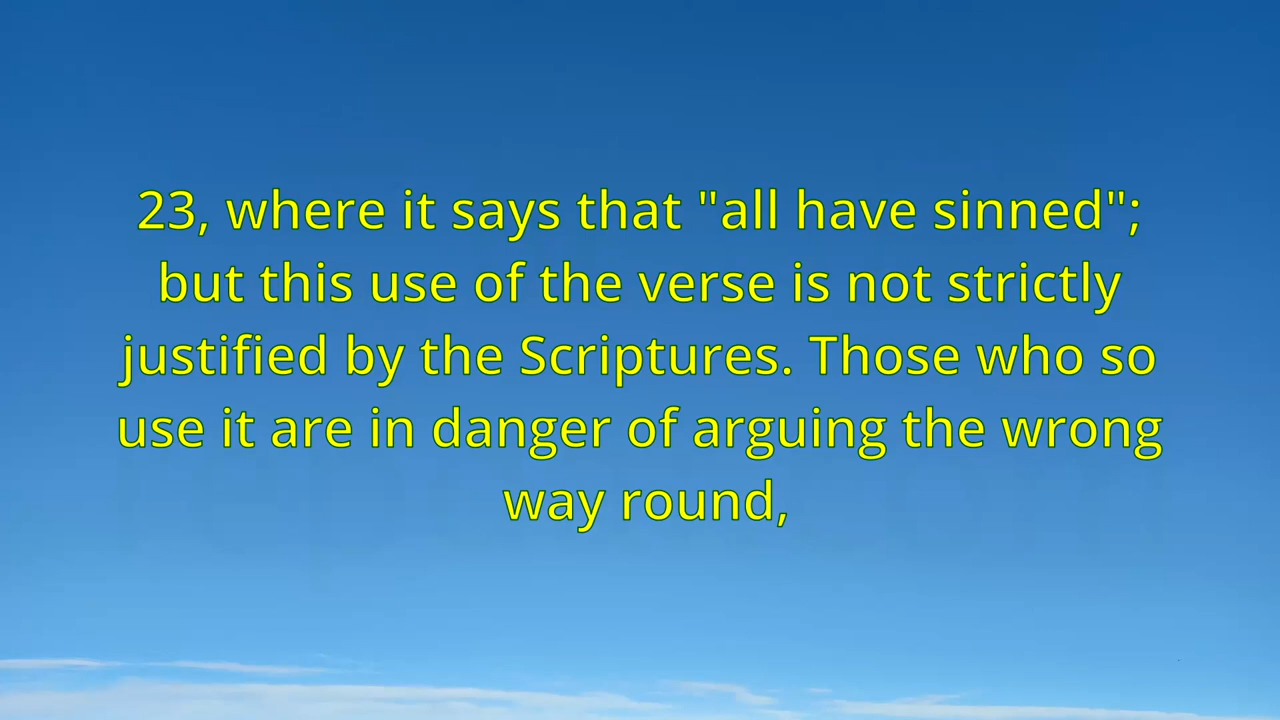 23, where it says that "all have sinned";
but this use of the verse is not strictly
justified by the Scriptures. Those who so
use it are in danger of arguing the wrong
way round,